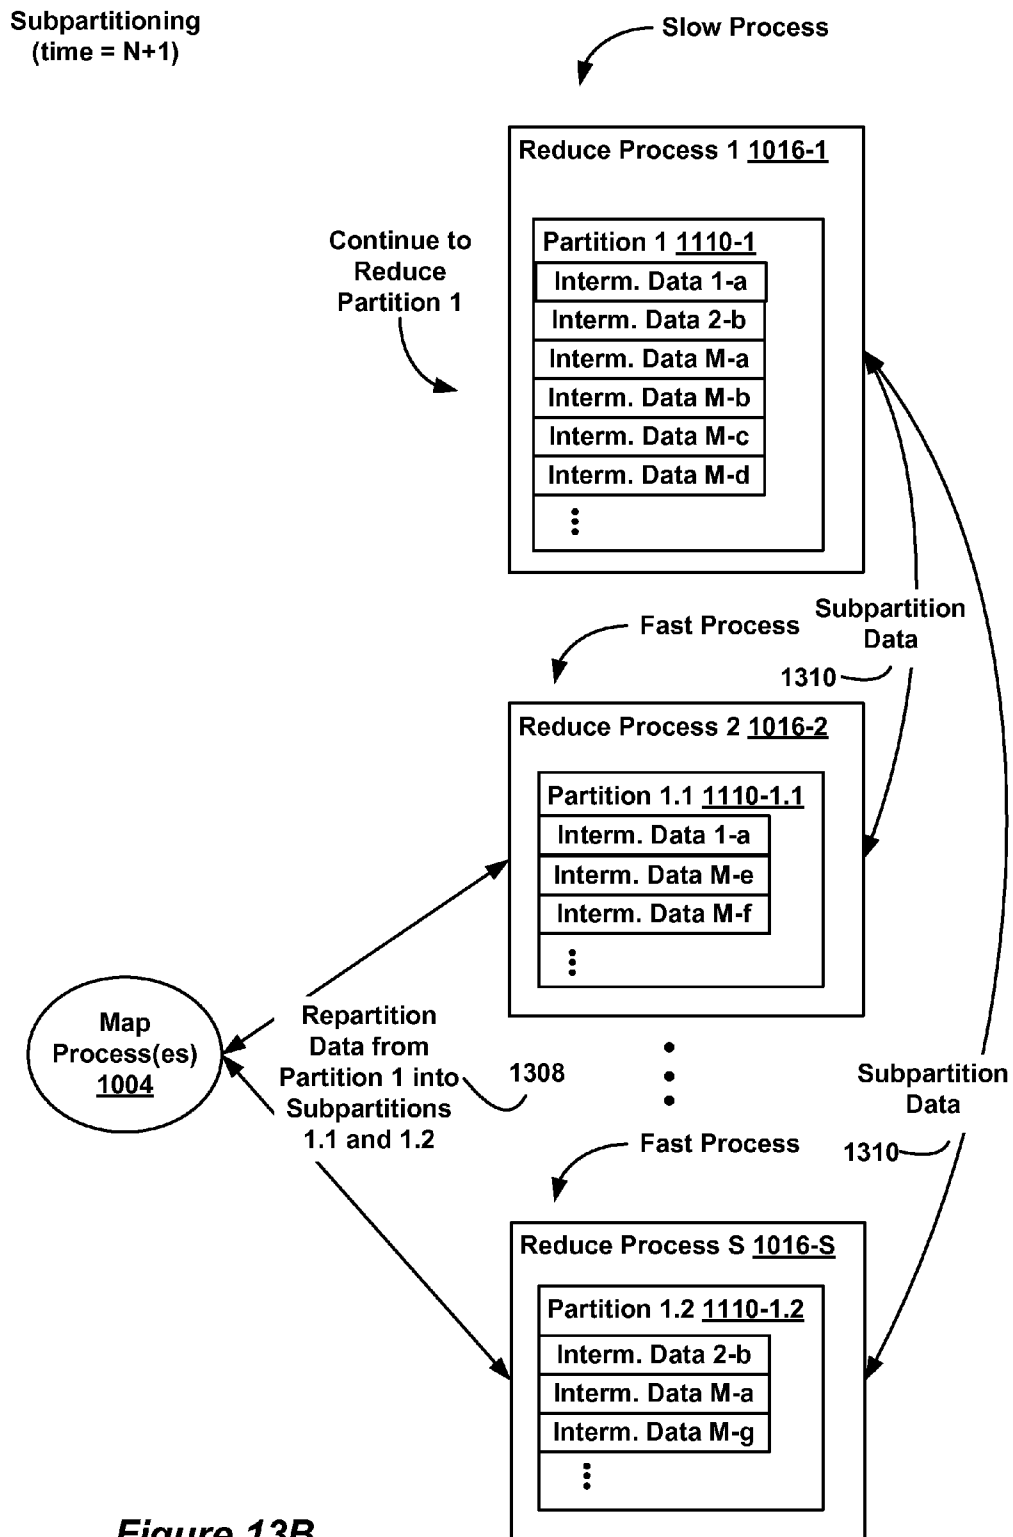 Subpartitioning
(time = N+1)
Slow Process
Reduce Process 1 1016-1
Continue to
Reduce
Partition 1
Partition 1 1110-1
Interm. Data 1-a
Interm. Data 2-b
Interm. Data M-a
Interm. Data M-b
Interm. Data M-c
Interm. Data M-d
Fast Process
Subpartition
Data
1310
Reduce Process 2 1016-2
Partition 1.1 1110-1.1
Interm. Data 1-a
Interm. Data M-e
Interm. Data M-f
Map
Process(es)
1004
Repartition
Data from
Partition 1 into
Subpartitions
1.1 and 1.2
1308
Subpartition
Data
1310
Fast Process
Reduce Process S 1016-S
Partition 1.2 1110-1.2
Interm. Data 2-b
Interm. Data M-a
Interm. Data M-g
Figure 13B